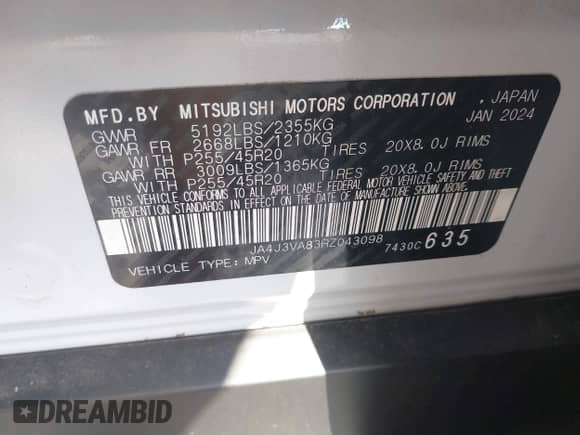 MFD.BY MITSUBISHI MOTORS CORPORATION , JAPAN
GVWR 5192LBS/2355KG JAN 2024
GAWR FR 2668LBS/1210KG
WITH P255/45R20 TIRES 20X8.0J RIMS
GAWR RR 3009LBS/1365KG
WITH P255/45R20 TIRES 20X8.0J RIMS
THIS VEHICLE CONFORMS TO ALL APPLICABLE FEDERAL MOTOR VEHICLE SAFETY AND THEFT
PREVENTION STANDARDS IN EFFECT ON THE DATE OF MANUFACTURE SHOWN ABOVE.
JA4J3VA83RZ043098 7430C 635
VEHICLE TYPE: MPV
DREAMBID